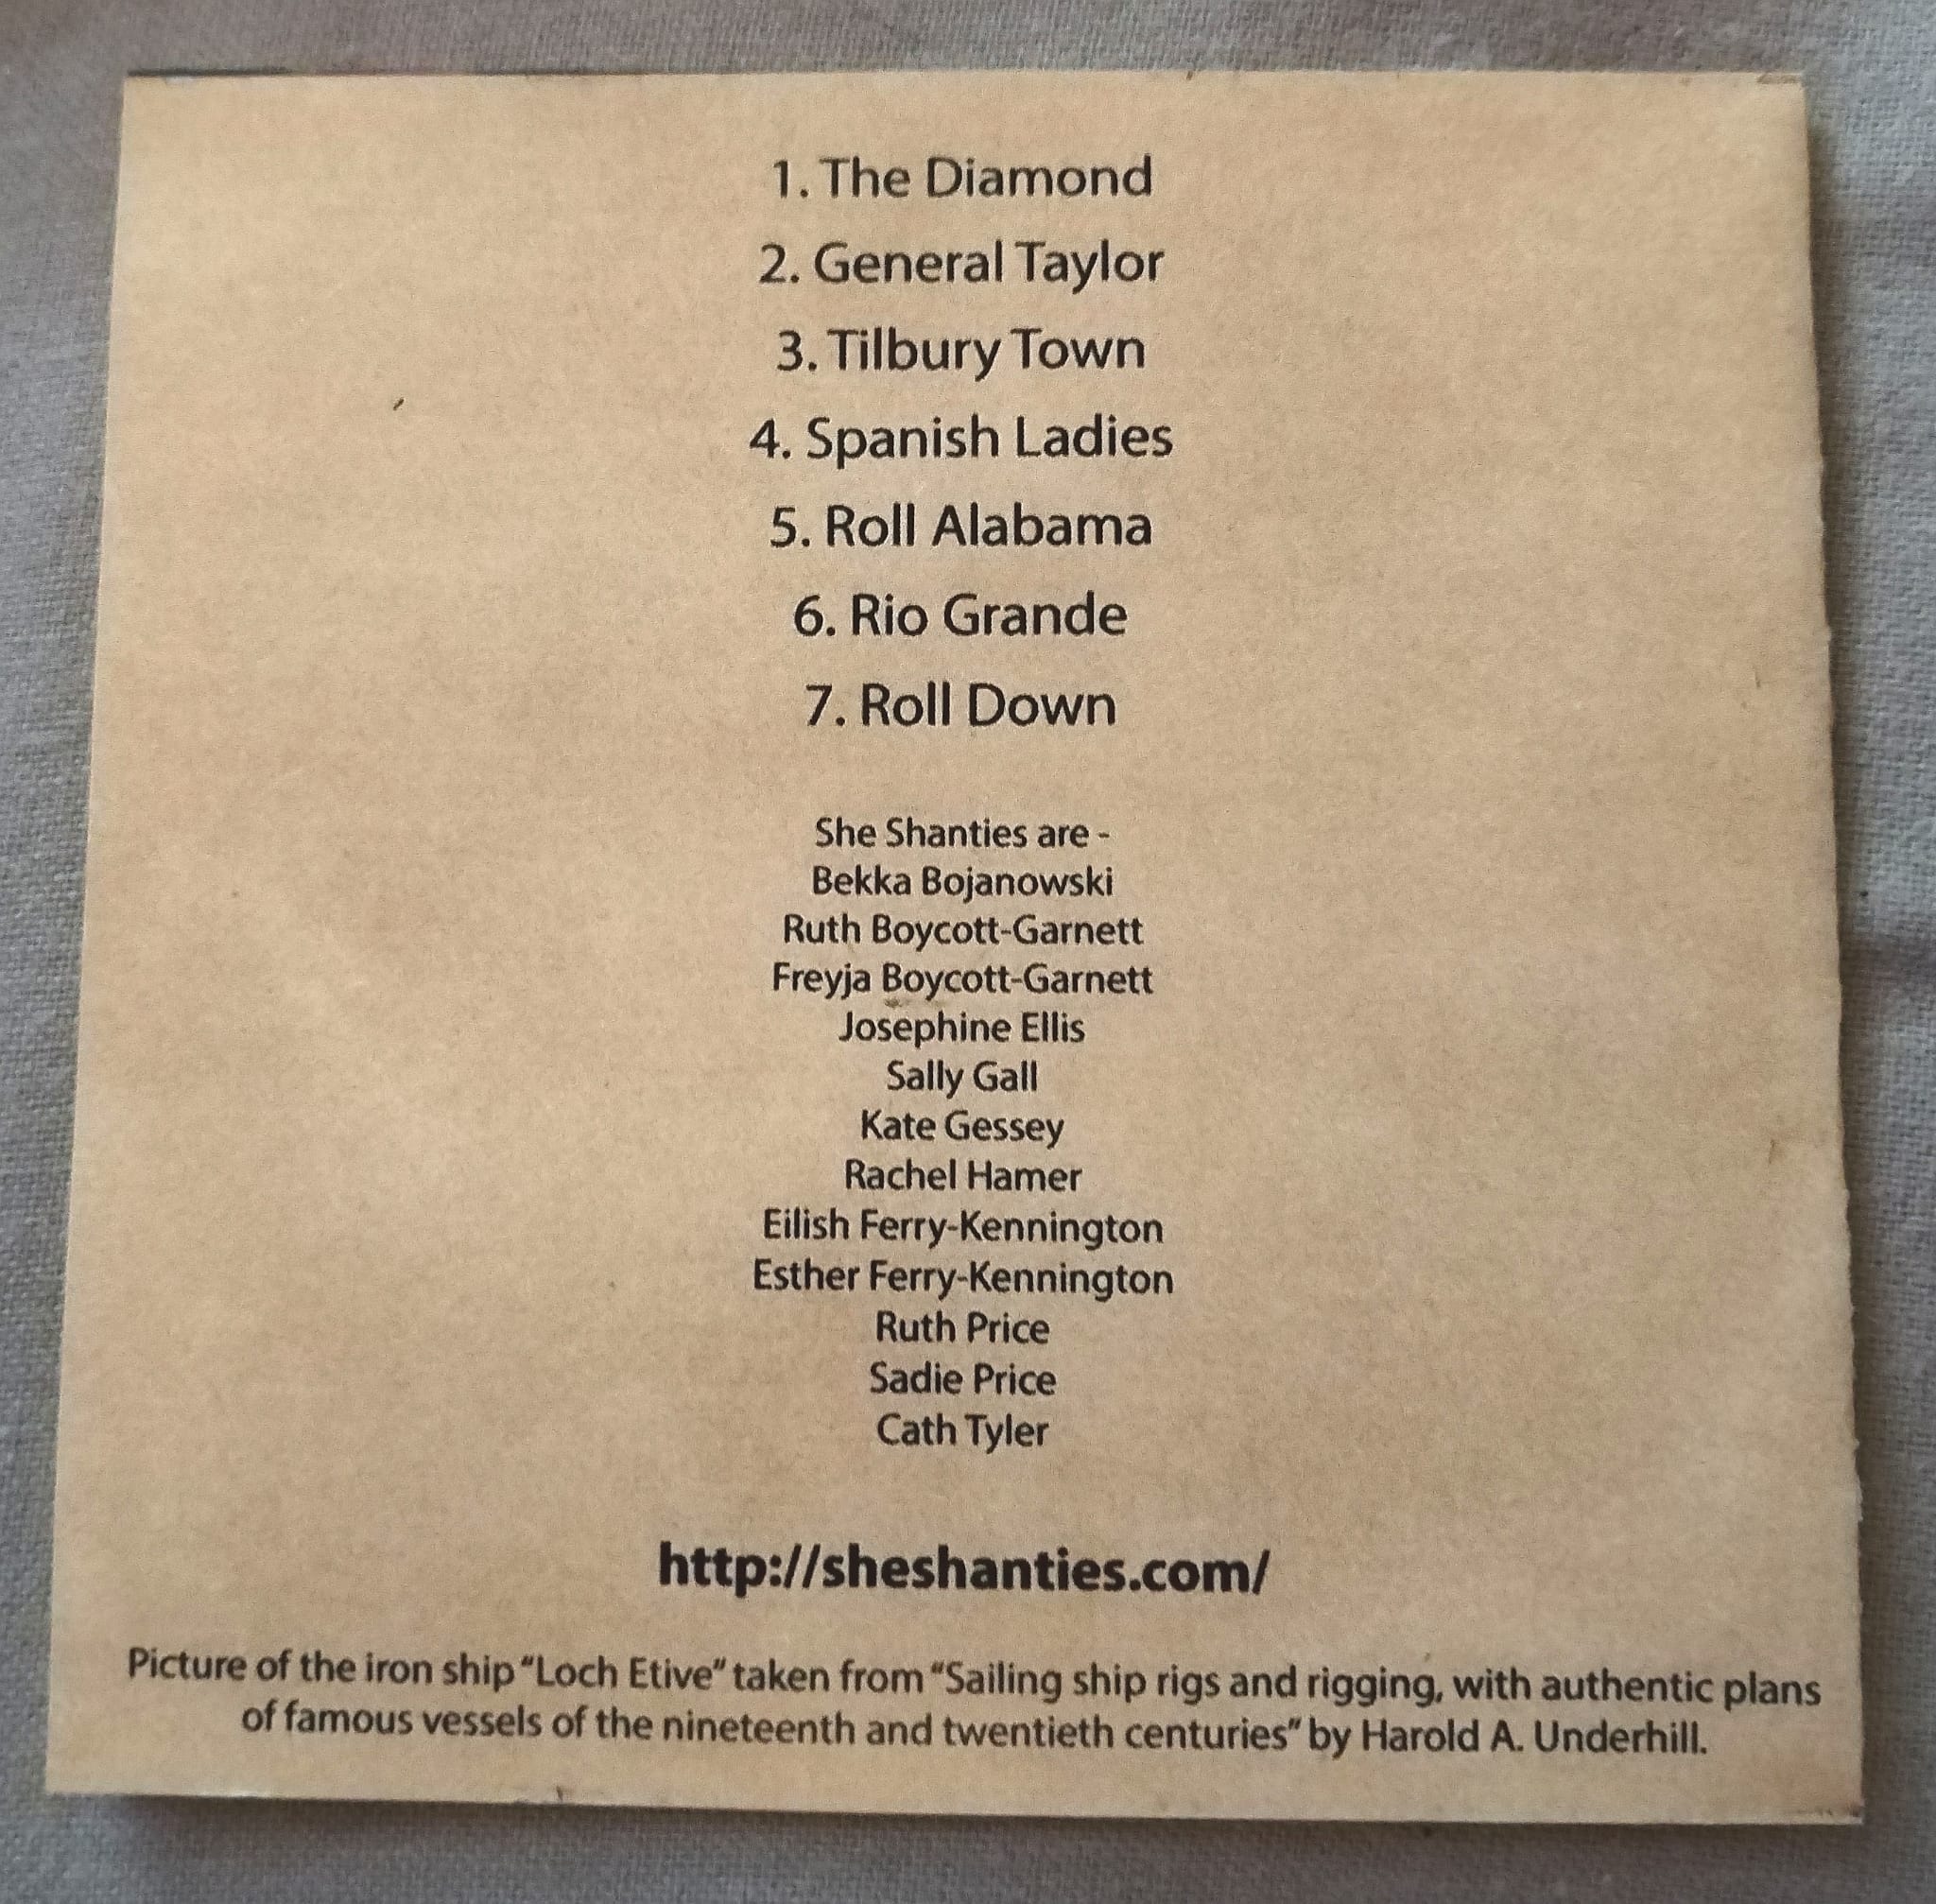 1. The Diamond
2. General Taylor
3. Tilbury Town
4. Spanish Ladies
5. Roll Alabama
6. Rio Grande
7. Roll Down
She Shanties are -
Bekka Bojanowski
Ruth Boycott-Garnett
Freyja Boycott-Garnett
Josephine Ellis
Sally Gall
Kate Gessey
Rachel Hamer
Eilish Ferry-Kennington
Esther Ferry-Kennington
Ruth Price
Sadie Price
Cath Tyler
http://sheshanties.com/
Picture of the iron ship “Loch Etive” taken from “Sailing ship rigs and rigging, with authentic plans
of famous vessels of the nineteenth and twentieth centuries” by Harold A. Underhill.